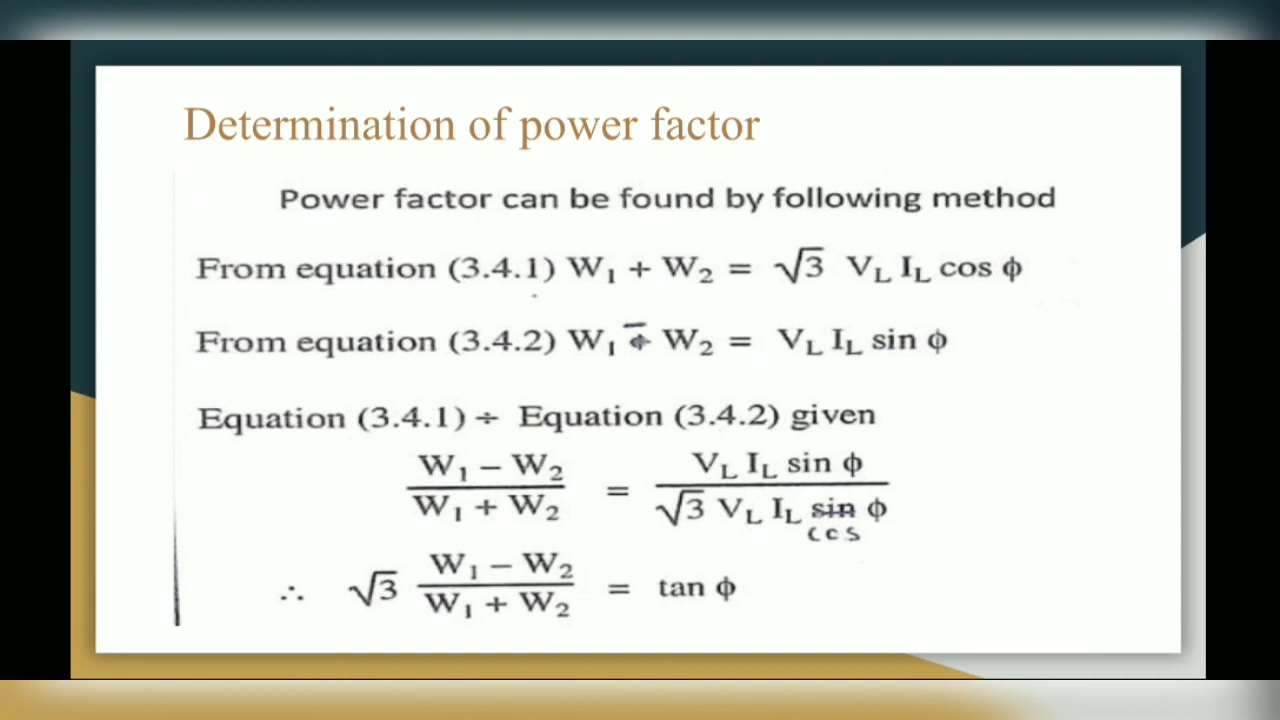 Determination of power factor
Power factor can be found by following method
From equation (3.4.1) W₁ + W₂ = √3 V_L I_L cos ϕ
From equation (3.4.2) W₁ − W₂ = V_L I_L sin ϕ
Equation (3.4.1) ÷ Equation (3.4.2) given
W₁ − W₂ / W₁ + W₂ = V_L I_L sin ϕ / √3 V_L I_L sin ϕ
cos
∴ √3 W₁ − W₂ / W₁ + W₂ = tan ϕ